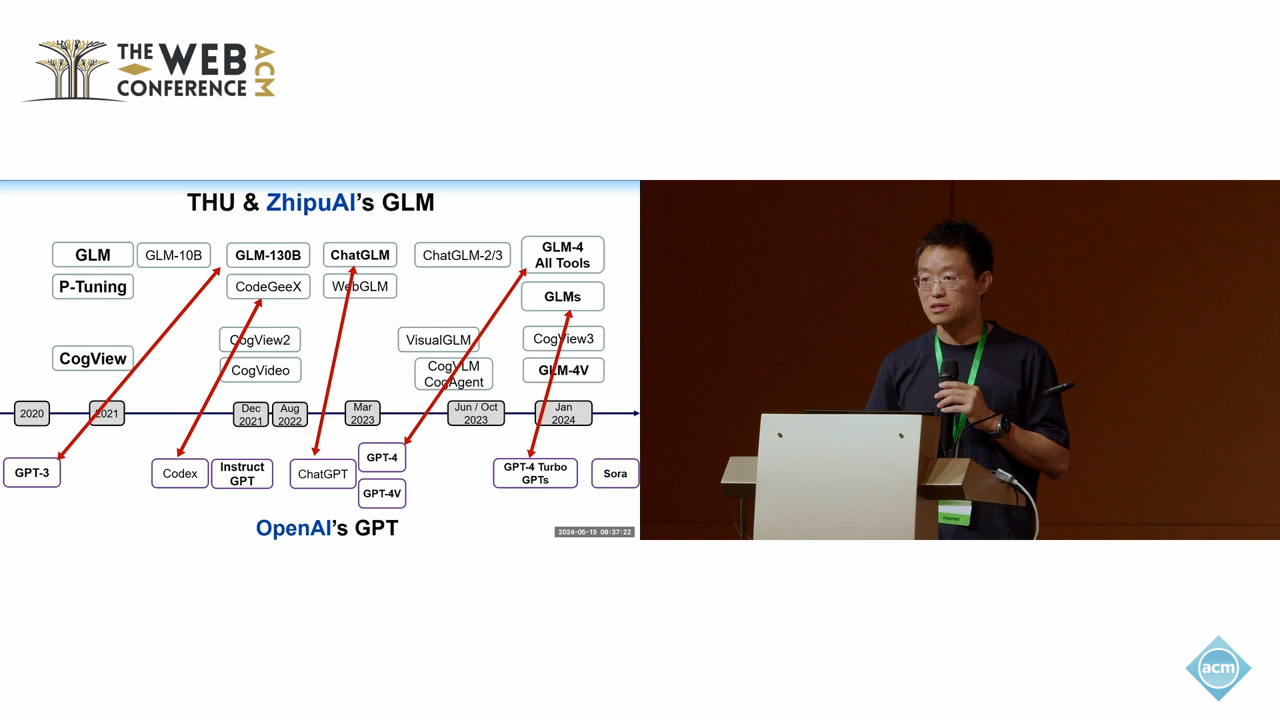 THE WEB
CONFERENCE
ACM
THU & ZhipuAI's GLM
GLM
GLM-10B
GLM-130B
ChatGLM
ChatGLM-2/3
GLM-4
All Tools
P-Tuning
CodeGeeX
WebGLM
GLMs
CogView
CogView2
CogVideo
VisualGLM
CogVLM
CogAgent
CogView3
GLM-4V
2020
2021
Dec
2021
Aug
2022
Mar
2023
Jun / Oct
2023
Jan
2024
GPT-3
Codex
Instruct
GPT
ChatGPT
GPT-4
GPT-4V
GPT-4 Turbo
GPTs
Sora
OpenAI's GPT
2024-05-15 09:37:22
PASSPORT
acm